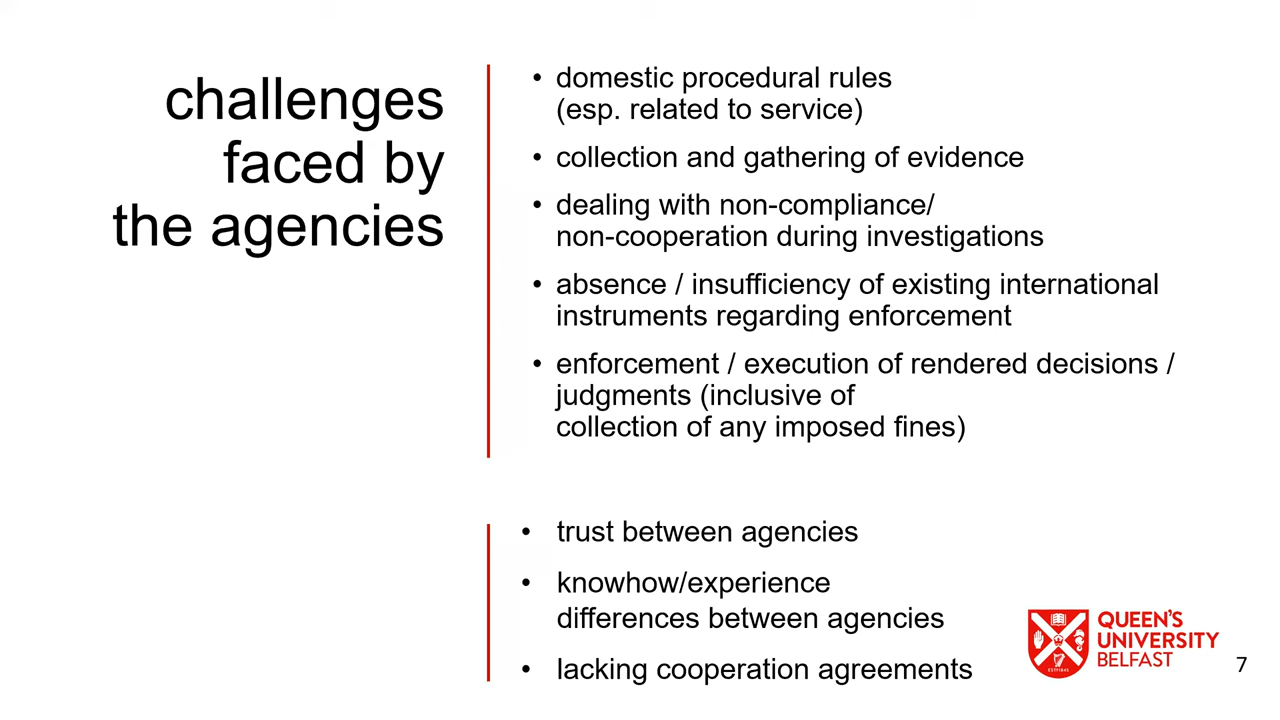 challenges
faced by
the agencies
• domestic procedural rules
(esp. related to service)
• collection and gathering of evidence
• dealing with non-compliance/
non-cooperation during investigations
• absence / insufficiency of existing international
instruments regarding enforcement
• enforcement / execution of rendered decisions /
judgments (inclusive of
collection of any imposed fines)
• trust between agencies
• knowhow/experience
differences between agencies
• lacking cooperation agreements
QUEEN'S
UNIVERSITY
BELFAST
7